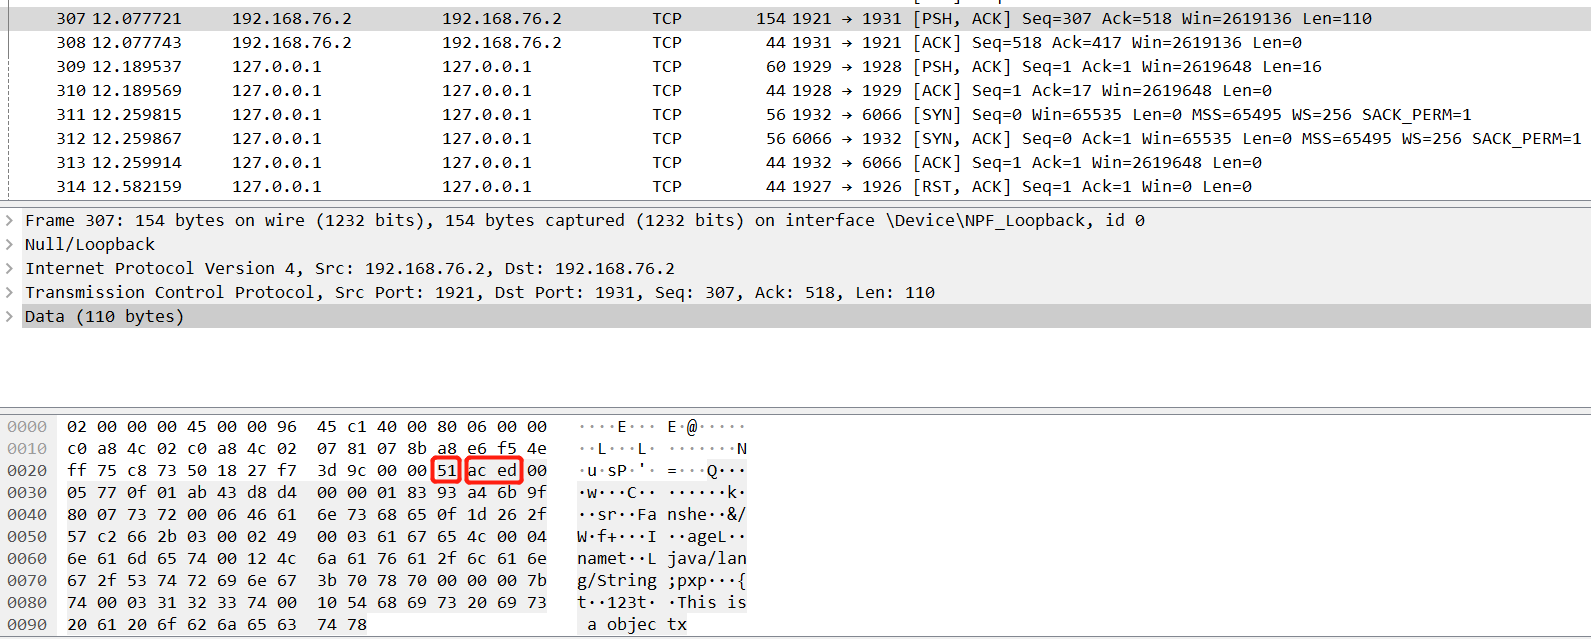 307 12.077721 192.168.76.2 192.168.76.2 TCP 154 1921 → 1931 [PSH, ACK] Seq=307 Ack=518 Win=2619136 Len=110
308 12.077743 192.168.76.2 192.168.76.2 TCP 44 1931 → 1921 [ACK] Seq=518 Ack=417 Win=2619136 Len=0
309 12.189537 127.0.0.1 127.0.0.1 TCP 60 1929 → 1928 [PSH, ACK] Seq=1 Ack=1 Win=2619648 Len=16
310 12.189569 127.0.0.1 127.0.0.1 TCP 44 1928 → 1929 [ACK] Seq=1 Ack=17 Win=2619648 Len=0
311 12.259815 127.0.0.1 127.0.0.1 TCP 56 1932 → 6066 [SYN] Seq=0 Win=65535 Len=0 MSS=65495 WS=256 SACK_PERM=1
312 12.259867 127.0.0.1 127.0.0.1 TCP 56 6066 → 1932 [SYN, ACK] Seq=0 Ack=1 Win=65535 Len=0 MSS=65495 WS=256 SACK_PERM=1
313 12.259914 127.0.0.1 127.0.0.1 TCP 44 1932 → 6066 [ACK] Seq=1 Ack=1 Win=2619648 Len=0
314 12.582159 127.0.0.1 127.0.0.1 TCP 44 1927 → 1926 [RST, ACK] Seq=1 Ack=1 Win=0 Len=0
Frame 307: 154 bytes on wire (1232 bits), 154 bytes captured (1232 bits) on interface \Device\NPF_Loopback, id 0
Null/Loopback
Internet Protocol Version 4, Src: 192.168.76.2, Dst: 192.168.76.2
Transmission Control Protocol, Src Port: 1921, Dst Port: 1931, Seq: 307, Ack: 518, Len: 110
Data (110 bytes)
0000 02 00 00 00 45 00 00 96 45 c1 40 00 80 06 00 00 ····E··· E·@·····
0010 c0 a8 4c 02 c0 a8 4c 02 07 81 07 8b a8 e6 f5 4e ··L···L· ·······N
0020 ff 75 c8 73 50 18 27 f7 3d 9c 00 00 51 ac ed 00 ·u·sP·'· =···Q···
0030 05 77 0f 01 ab 43 d8 d4 00 00 01 83 93 a4 6b 9f ·w···C·· ······k·
0040 80 07 73 72 00 06 46 61 6e 73 68 65 0f 1d 26 2f ··sr··Fa nshe··&/
0050 57 c2 66 2b 03 00 02 49 00 03 61 67 65 4c 00 04 W·f+···I ··ageL··
0060 6e 61 6d 65 74 00 12 4c 6a 61 76 61 2f 6c 61 6e namet··L java/lan
0070 67 2f 53 74 72 69 6e 67 3b 70 78 70 00 00 00 7b g/String ;pxp···{
0080 74 00 03 31 32 33 74 00 10 54 68 69 73 20 69 73 t··123t· ·This is
0090 20 61 20 6f 62 6a 65 63 74 78 a objec tx